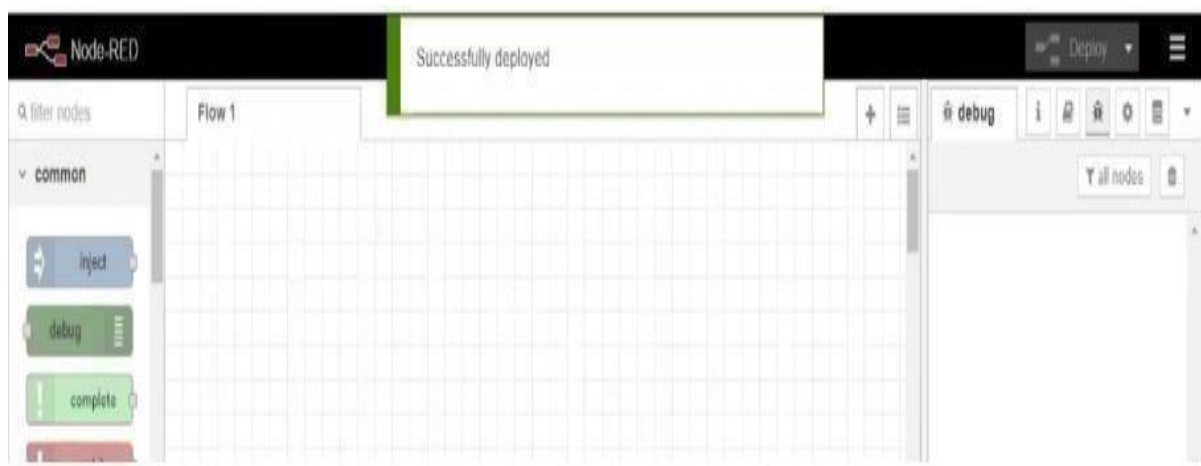 Node-RED
Successfully deployed
Deploy
filter nodes
Flow 1
debug
i
all nodes
common
inject
debug
complete